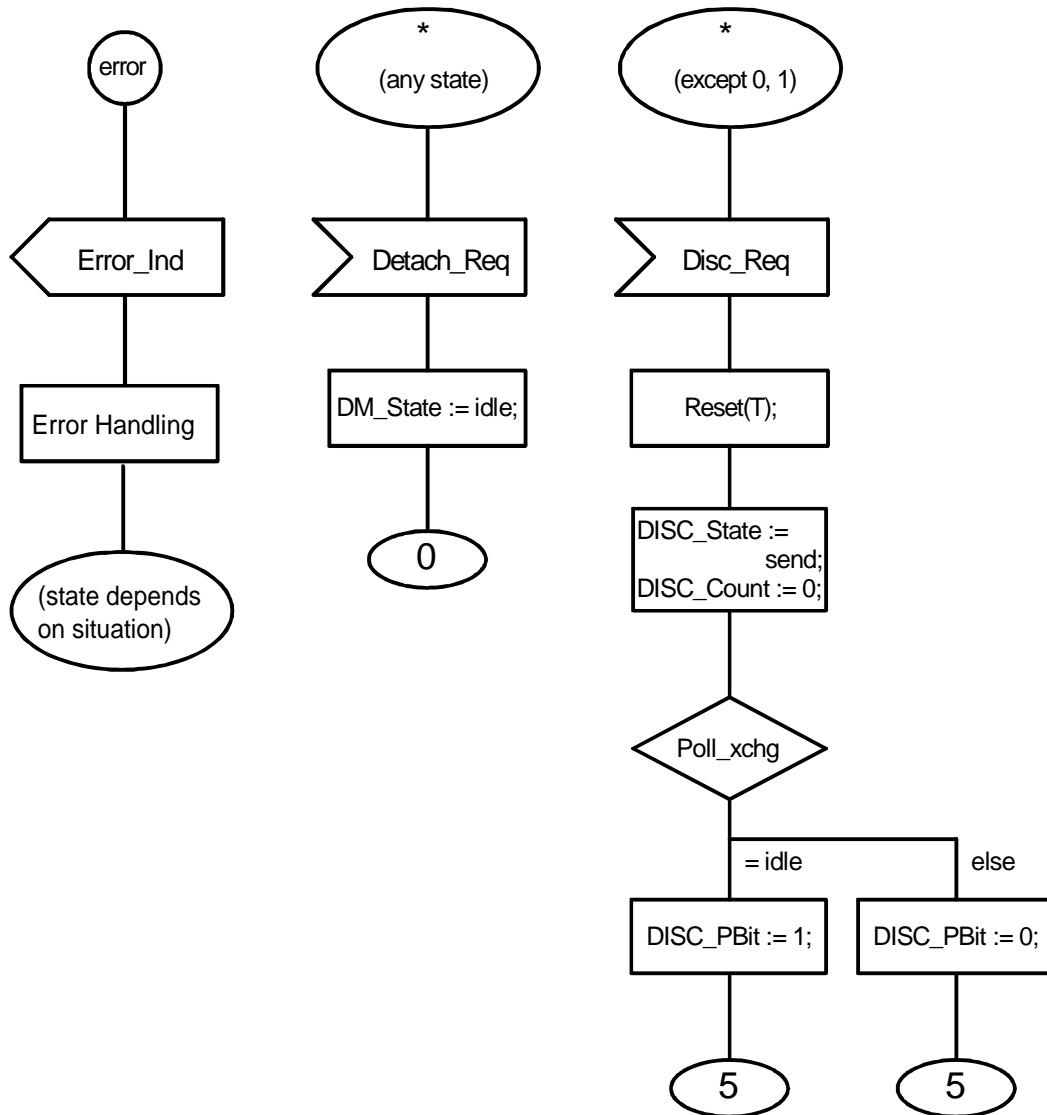 error
Error_Ind
Error Handling
(state depends
on situation)
*
(any state)
Detach_Req
DM_State := idle;
0
*
(except 0, 1)
Disc_Req
Reset(T);
DISC_State :=
send;
DISC_Count := 0;
Poll_xchg
= idle
else
DISC_PBit := 1;
DISC_PBit := 0;
5
5